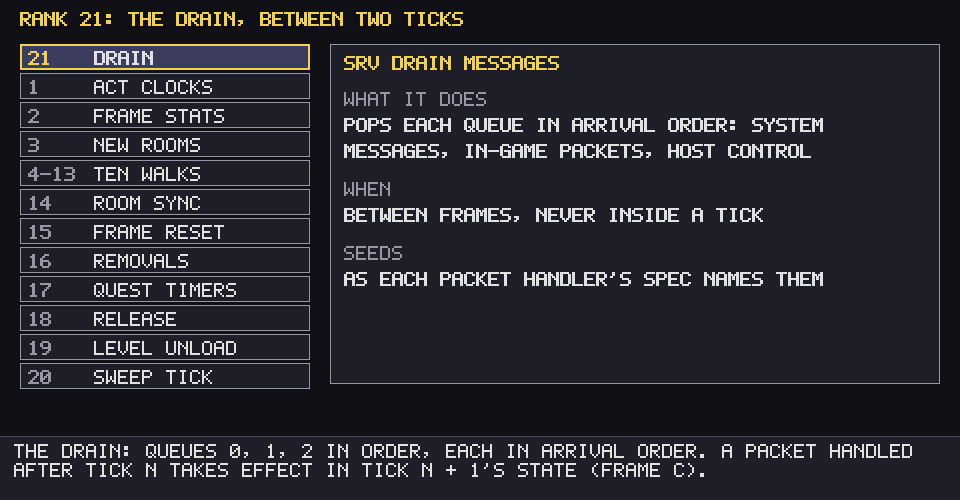 RANK 21: THE DRAIN, BETWEEN TWO TICKS
21 DRAIN
1 ACT CLOCKS
2 FRAME STATS
3 NEW ROOMS
4-13 TEN WALKS
14 ROOM SYNC
15 FRAME RESET
16 REMOVALS
17 QUEST TIMERS
18 RELEASE
19 LEVEL UNLOAD
20 SWEEP TICK
SRV DRAIN MESSAGES
WHAT IT DOES
POPS EACH QUEUE IN ARRIVAL ORDER: SYSTEM
MESSAGES, IN-GAME PACKETS, HOST CONTROL
WHEN
BETWEEN FRAMES, NEVER INSIDE A TICK
SEEDS
AS EACH PACKET HANDLER'S SPEC NAMES THEM
THE DRAIN: QUEUES 0, 1, 2 IN ORDER, EACH IN ARRIVAL ORDER. A PACKET HANDLED
AFTER TICK N TAKES EFFECT IN TICK N + 1'S STATE (FRAME C).